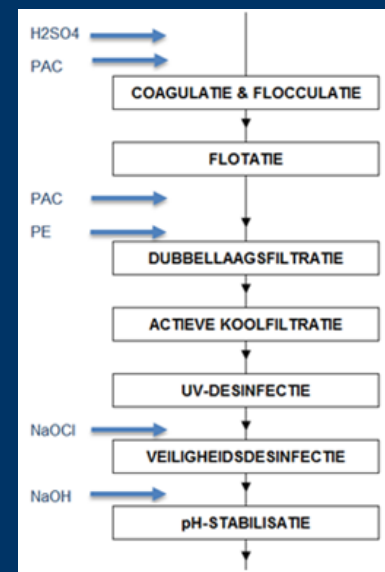 H2SO4
PAC
COAGULATIE & FLOCCULATIE
FLOTATIE
PAC
PE
DUBBELLAAGSFILTRATIE
ACTIEVE KOOLFILTRATIE
UV-DESINFECTIE
NaOCl
VEILIGHEIDSDESINFECTIE
NaOH
pH-STABILISATIE